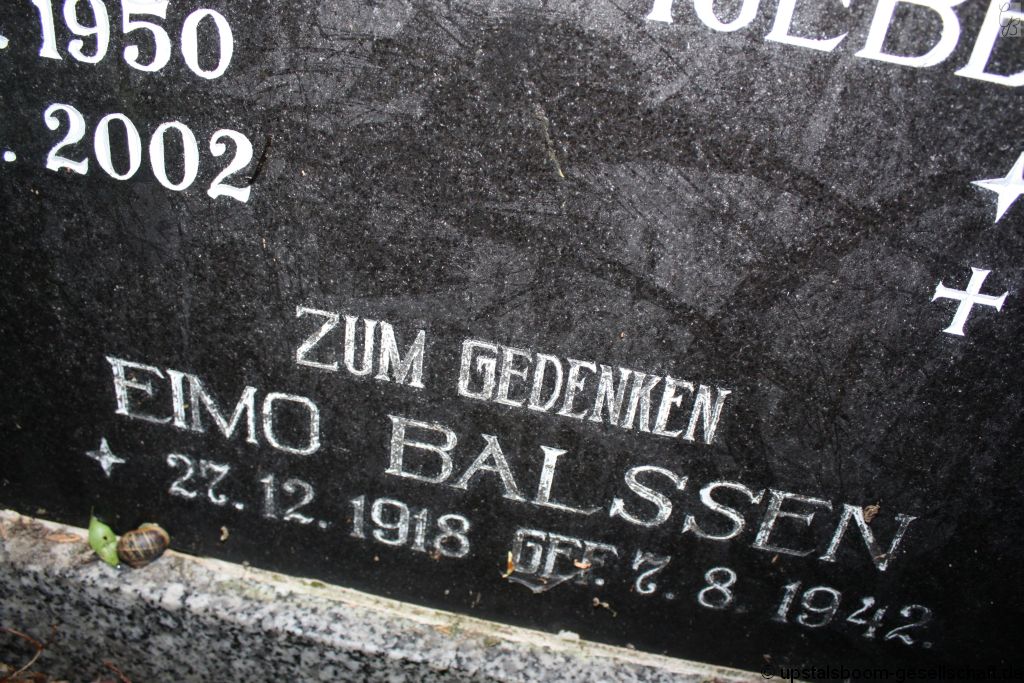 1950
2002
ZUM GEDENKEN
EIMO BALSSEN
27.12.1918 GEF. 7.8.1942.
© upstalsboom-gesellschaft.de